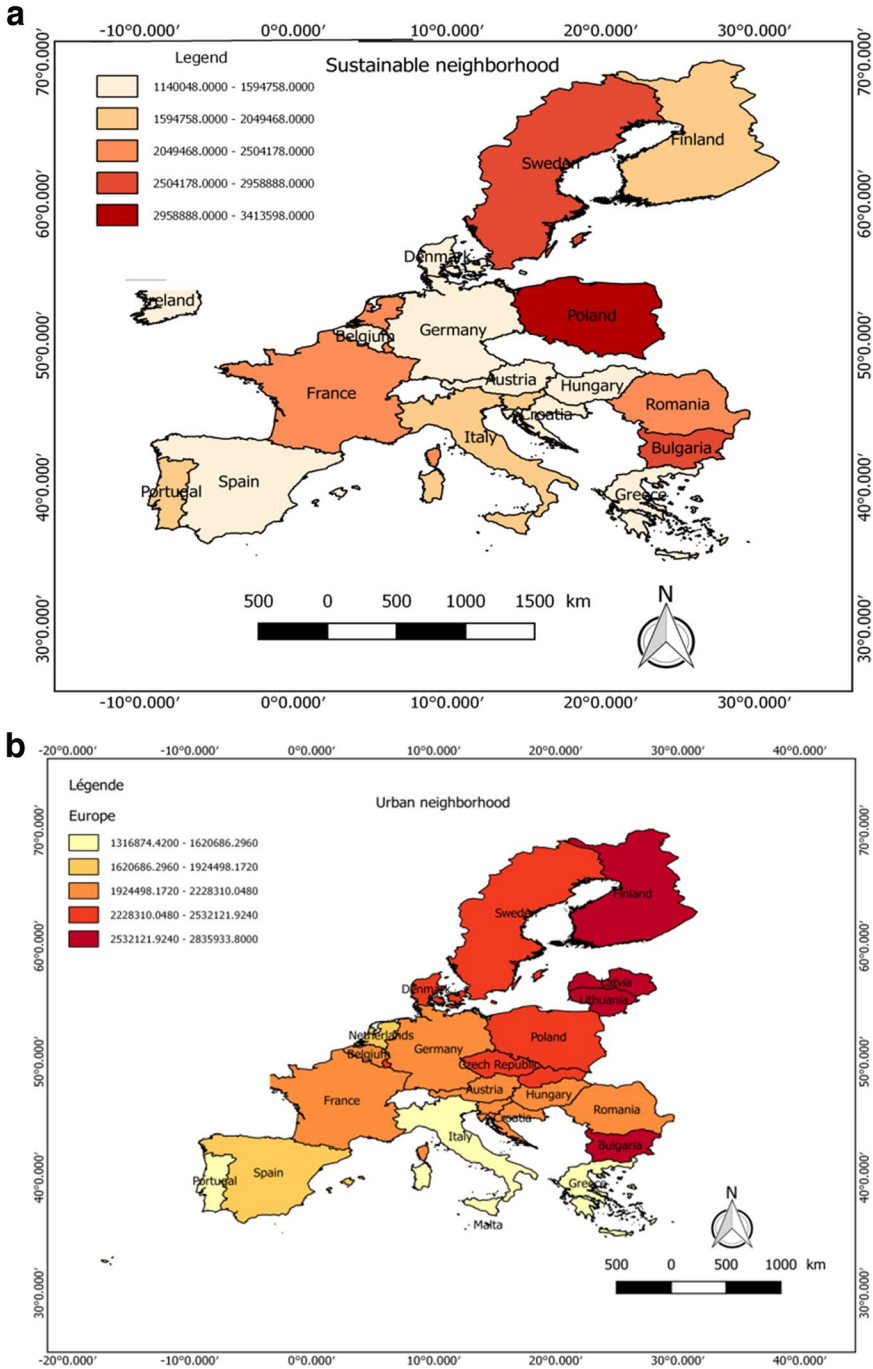 a
-10°0.000′ 0°0.000′ 10°0.000′ 20°0.000′ 30°0.000′
Legend
Sustainable neighborhood
1140048.0000 - 1594758.0000
1594758.0000 - 2049468.0000
2049468.0000 - 2504178.0000
2504178.0000 - 2958888.0000
2958888.0000 - 3413598.0000
70°0.000′ 70°0.000′
60°0.000′ 60°0.000′
50°0.000′ 50°0.000′
40°0.000′ 40°0.000′
30°0.000′ 30°0.000′
Finland
Sweden
Denmark
Ireland
Poland
Germany
Belgium
Austria
Hungary
France
Romania
Croatia
Italy
Bulgaria
Spain
Portugal
Greece
500 0 500 1000 1500 km
N
-10°0.000′ 0°0.000′ 10°0.000′ 20°0.000′ 30°0.000′
b
-20°0.000′ -10°0.000′ 0°0.000′ 10°0.000′ 20°0.000′ 30°0.000′ 40°0.000′
Légende
Europe
Urban neighborhood
1316874.4200 - 1620686.2960
1620686.2960 - 1924498.1720
1924498.1720 - 2228310.0480
2228310.0480 - 2532121.9240
2532121.9240 - 2835933.8000
70°0.000′ 70°0.000′
60°0.000′ 60°0.000′
50°0.000′ 50°0.000′
40°0.000′ 40°0.000′
30°0.000′ 30°0.000′
Finland
Sweden
Latvia
Denmark
Lithuania
Netherlands
Poland
Germany
Belgium
Czech Republic
Austria
Hungary
France
Romania
Croatia
Italy
Bulgaria
Spain
Portugal
Greece
Malta
N
500 0 500 1000 km
-20°0.000′ -10°0.000′ 0°0.000′ 10°0.000′ 20°0.000′ 30°0.000′ 40°0.000′